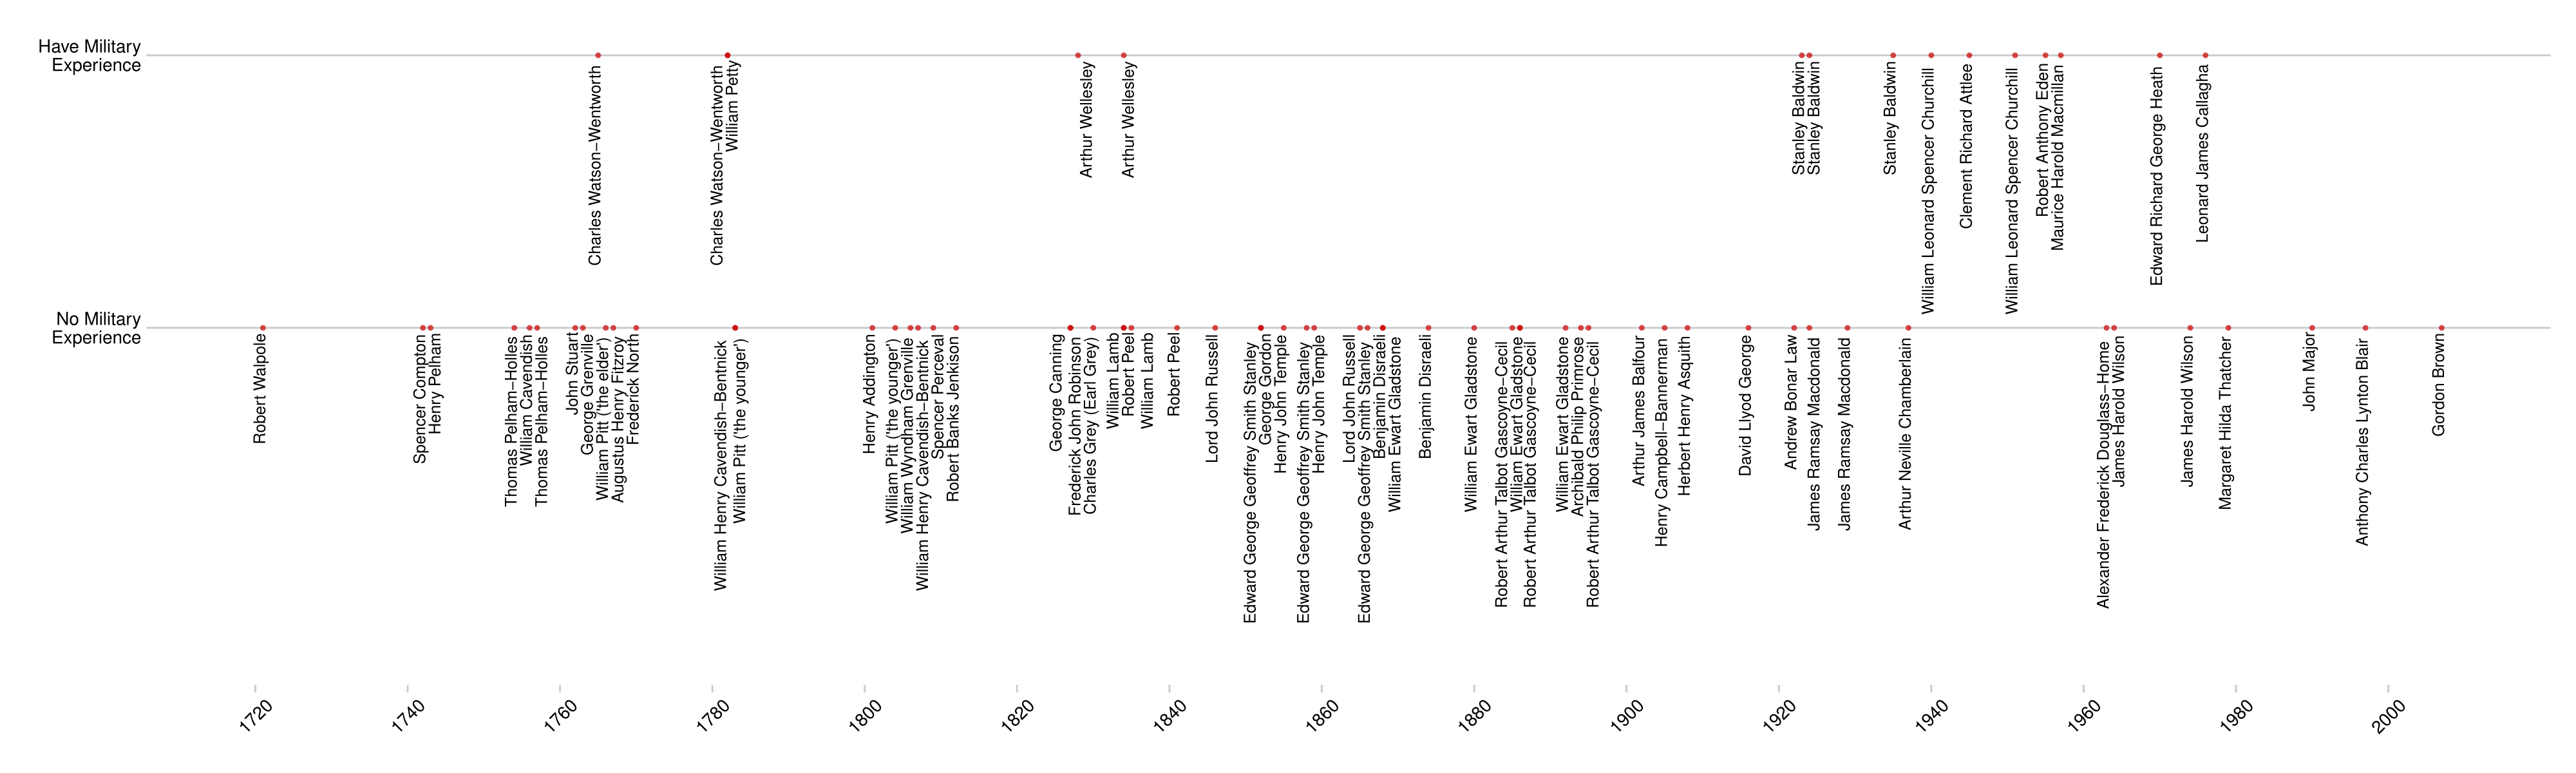 Have Military
Experience
Charles Watson-Wentworth
Charles Watson-Wentworth
William Petty
Arthur Wellesley
Arthur Wellesley
Stanley Baldwin
Stanley Baldwin
Stanley Baldwin
William Leonard Spencer Churchill
Clement Richard Attlee
William Leonard Spencer Churchill
Robert Anthony Eden
Maurice Harold Macmillan
Edward Richard George Heath
Leonard James Callagha
No Military
Experience
Robert Walpole
Spencer Compton
Henry Pelham
Thomas Pelham-Holles
William Cavendish
Thomas Pelham-Holles
John Stuart
George Grenville
William Pitt ('the elder')
Augustus Henry Fitzroy
Frederick North
William Henry Cavendish-Bentnick
William Pitt ('the younger')
Henry Addington
William Pitt ('the younger')
William Wyndham Grenville
William Henry Cavendish-Bentnick
Spencer Perceval
Robert Banks Jenkison
George Canning
Frederick John Robinson
Charles Grey (Earl Grey)
William Lamb
Robert Peel
William Lamb
Robert Peel
Lord John Russell
Edward George Geoffrey Smith Stanley
George Gordon
Henry John Temple
Edward George Geoffrey Smith Stanley
Henry John Temple
Lord John Russell
Edward George Geoffrey Smith Stanley
Benjamin Disraeli
William Ewart Gladstone
Benjamin Disraeli
William Ewart Gladstone
Robert Arthur Talbot Gascoyne-Cecil
William Ewart Gladstone
Robert Arthur Talbot Gascoyne-Cecil
William Ewart Gladstone
Archibald Philip Primrose
Robert Arthur Talbot Gascoyne-Cecil
Arthur James Balfour
Henry Campbell-Bannerman
Herbert Henry Asquith
David Llyod George
Andrew Bonar Law
James Ramsay Macdonald
James Ramsay Macdonald
Arthur Neville Chamberlain
Alexander Frederick Douglass-Home
James Harold Wilson
James Harold Wilson
Margaret Hilda Thatcher
John Major
Anthony Charles Lynton Blair
Gordon Brown
1720
1740
1760
1780
1800
1820
1840
1860
1880
1900
1920
1940
1960
1980
2000